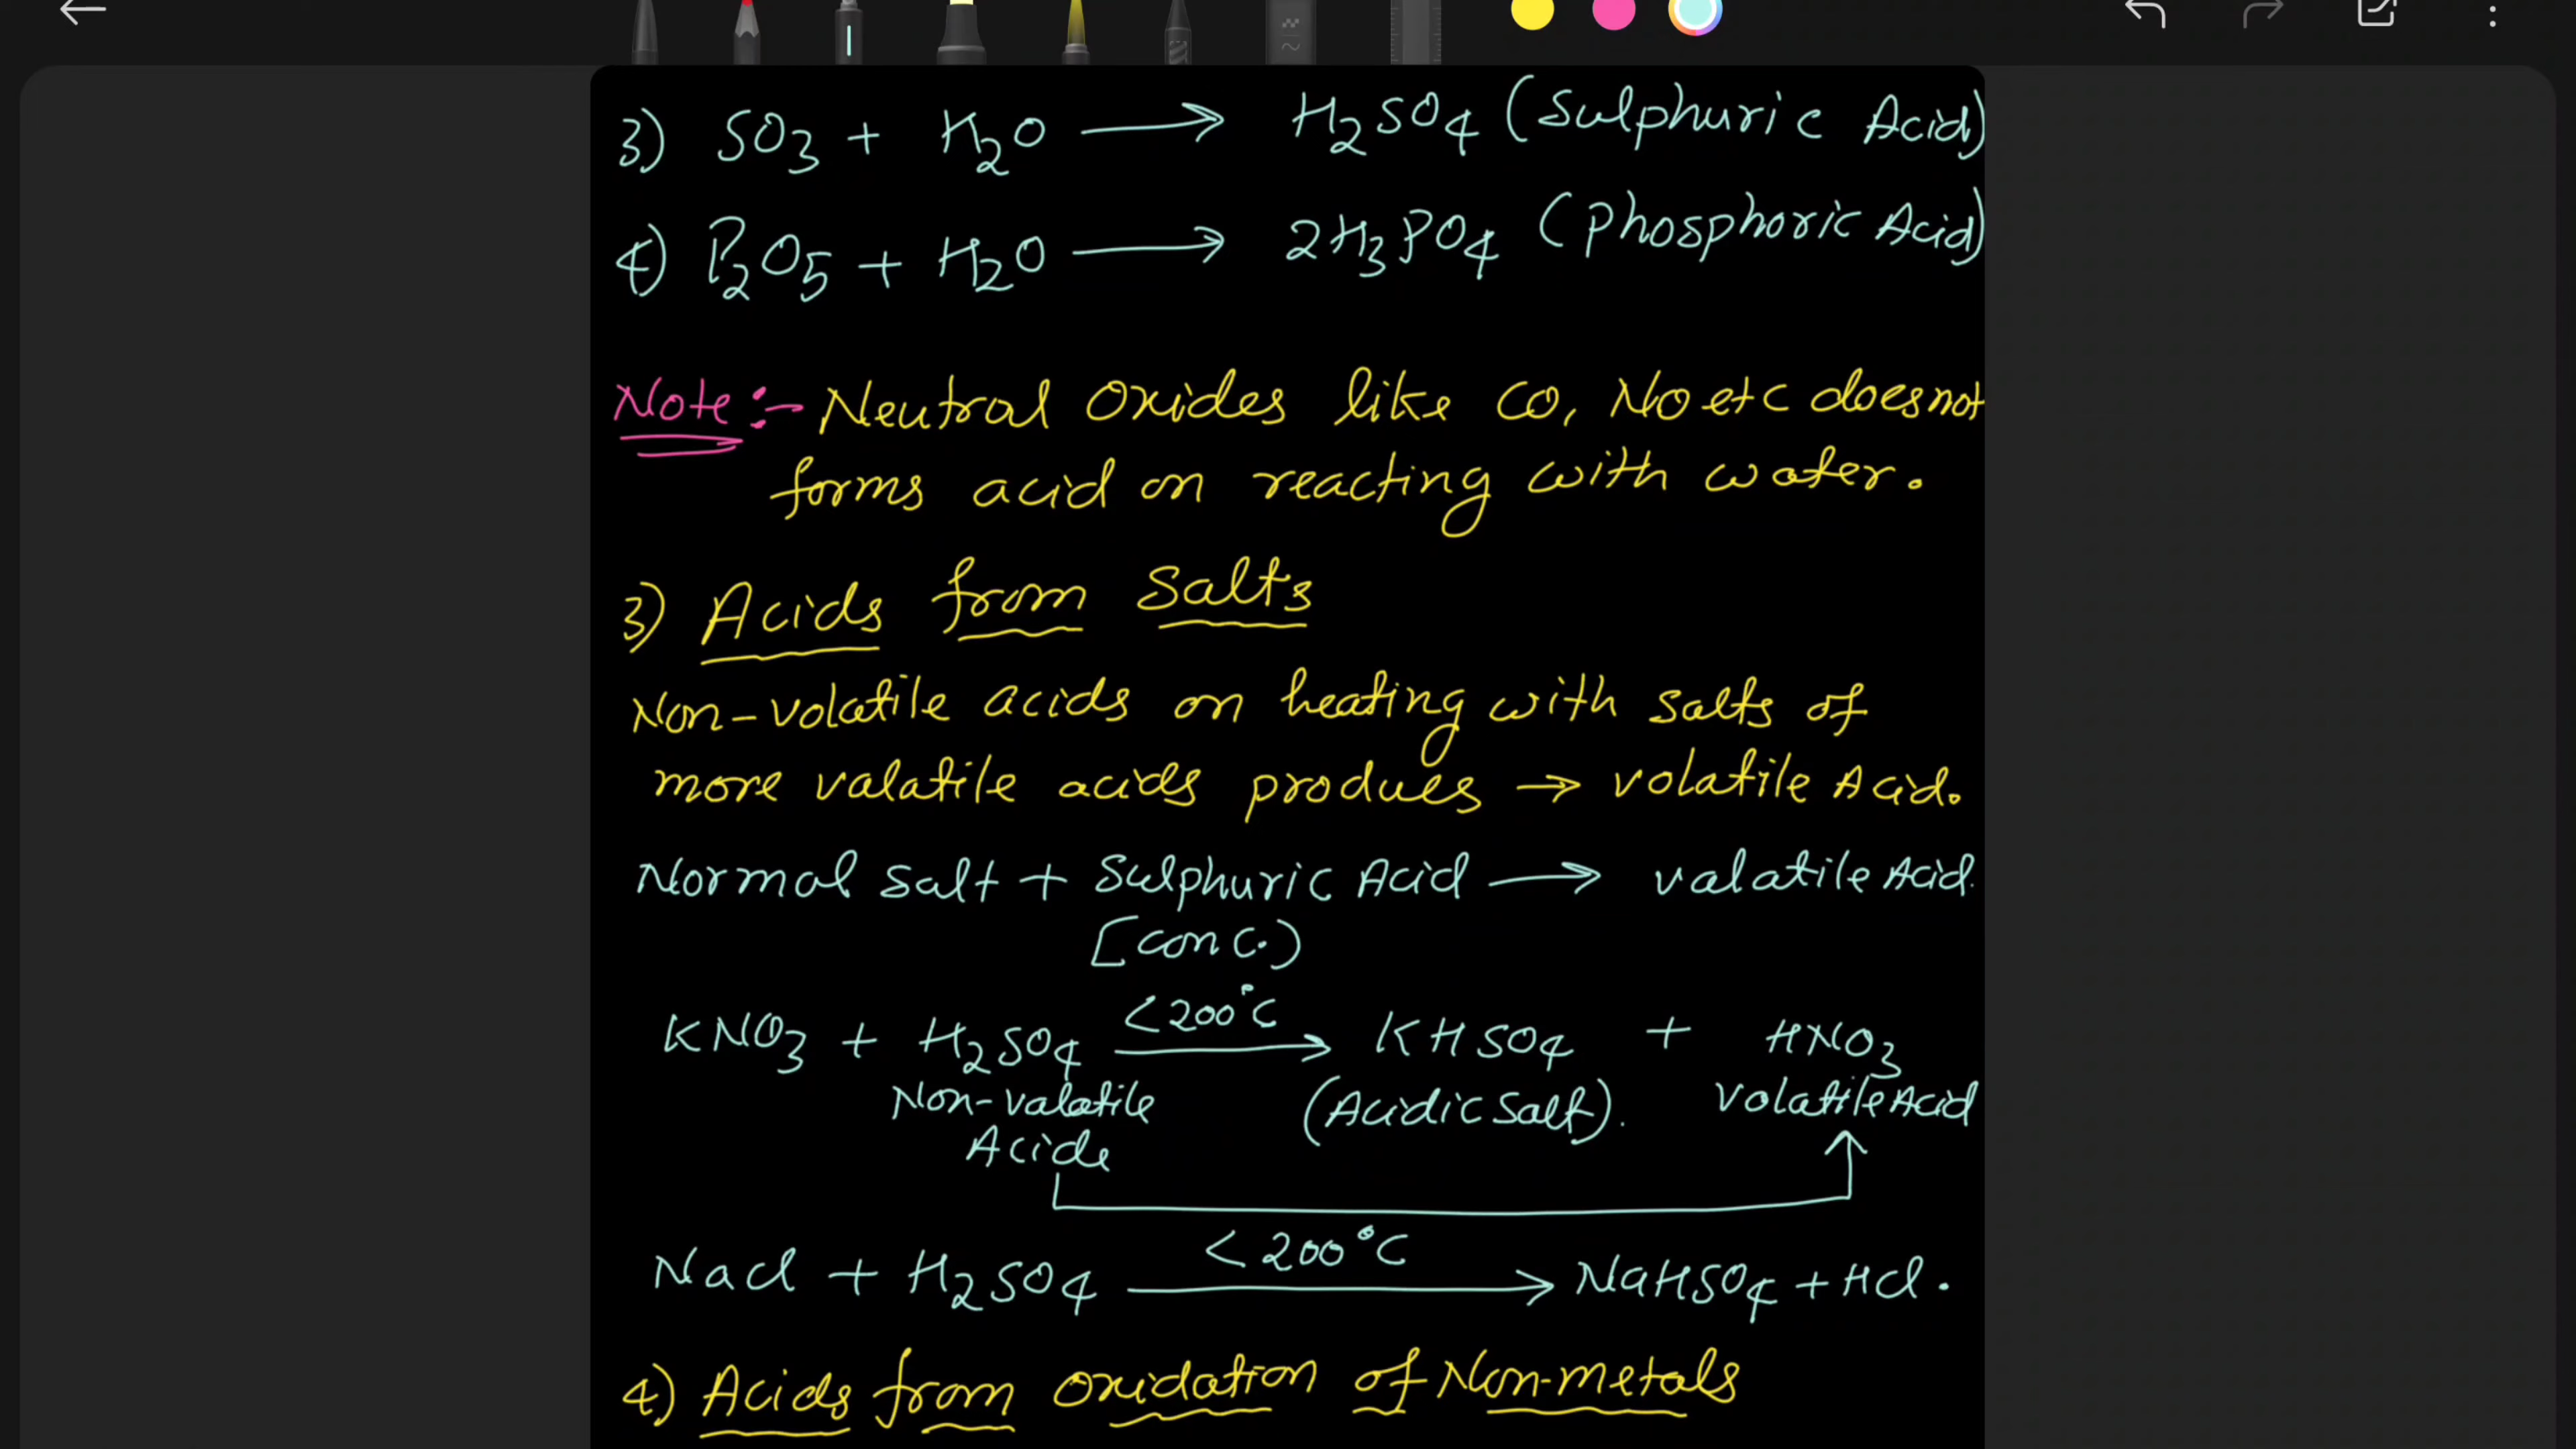 3) SO3 + H2O → H2SO4 (Sulphuric Acid)
4) P2O5 + H2O → 2H3PO4 (Phosphoric Acid)
Note:- Neutral Oxides like CO, NO etc does not
forms acid on reacting with water.
3) Acids from Salts
Non-volatile acids on heating with salts of
more valatile acids produes → volatile Acid.
Normal salt + Sulphuric Acid → valatile Acid.
[conc.)
<200°C
KNO3 + H2SO4 → KHSO4 + HNO3
Non-valatile (Acidic Salt). Volatile Acid
Acids
<200°C
NaCl + H2SO4 → NaHSO4 + HCl.
4) Acids from oxidation of Non-metals